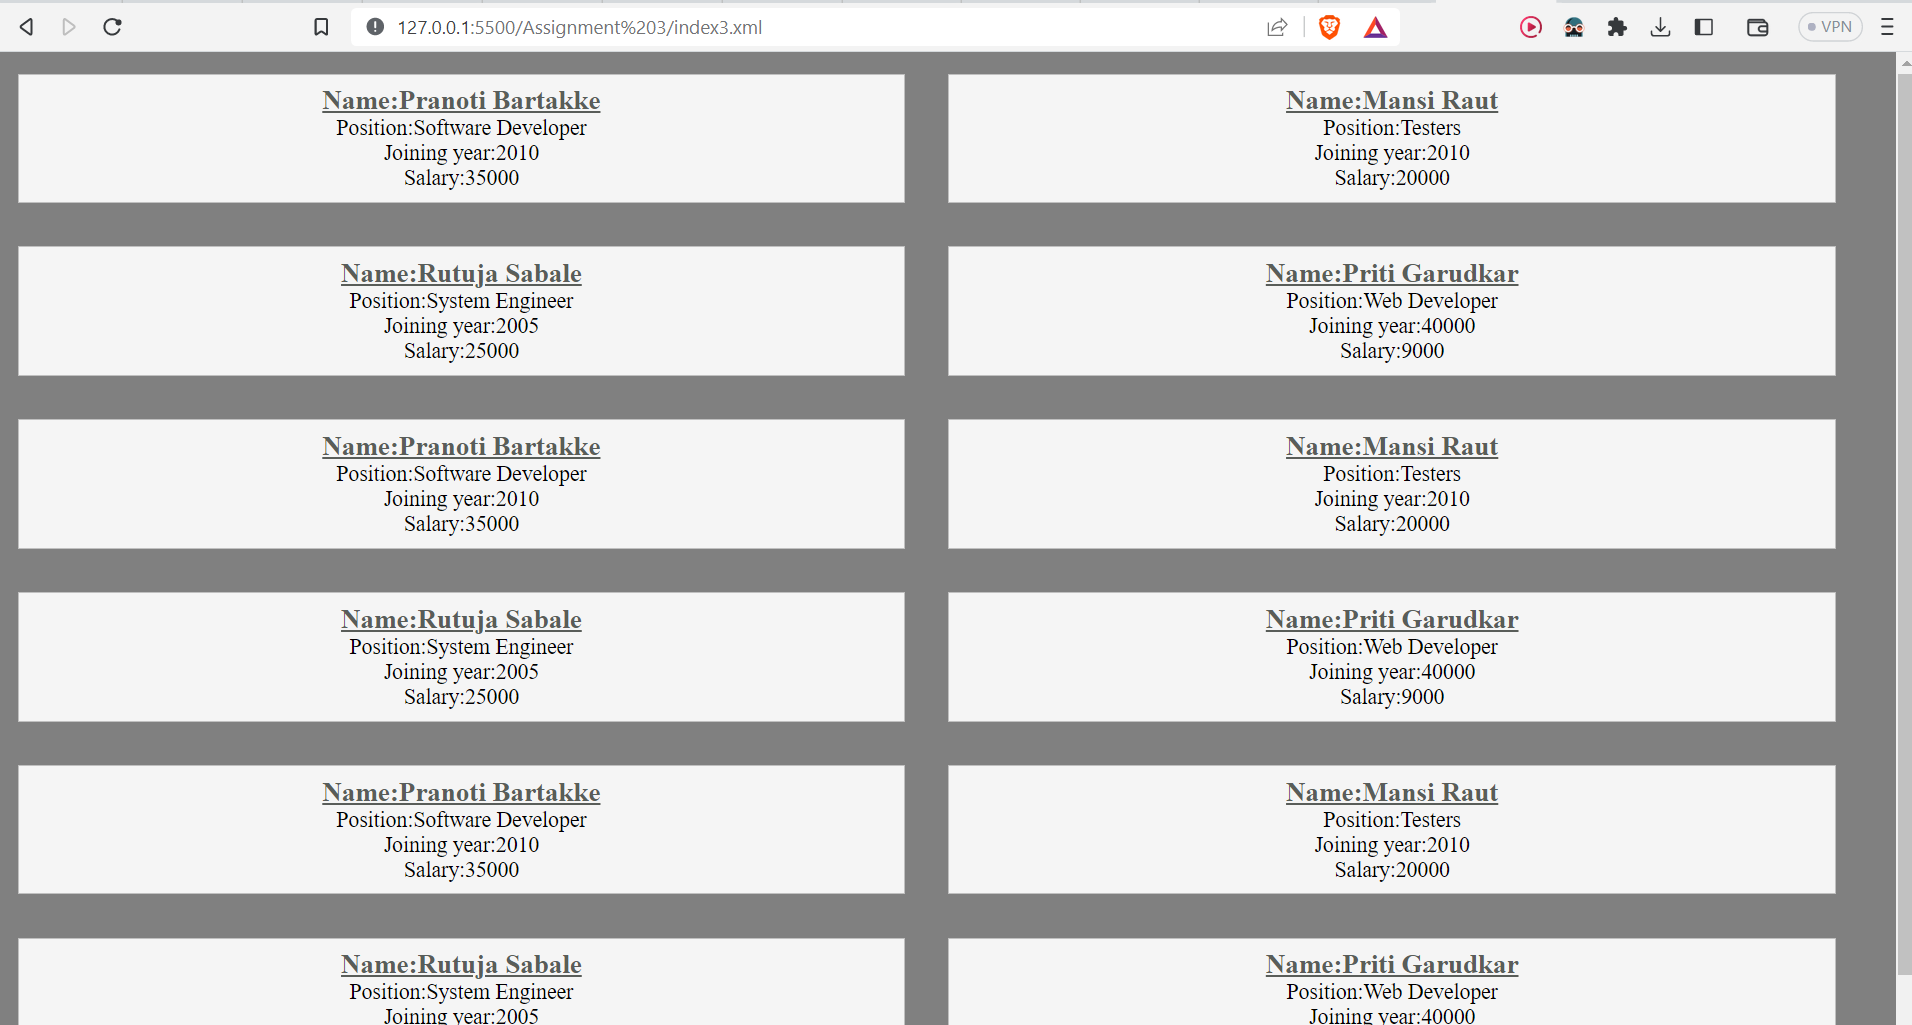 127.0.0.1:5500/Assignment%203/index3.xml
VPN
Name:Pranoti Bartakke
Position:Software Developer
Joining year:2010
Salary:35000
Name:Mansi Raut
Position:Testers
Joining year:2010
Salary:20000
Name:Rutuja Sabale
Position:System Engineer
Joining year:2005
Salary:25000
Name:Priti Garudkar
Position:Web Developer
Joining year:40000
Salary:9000
Name:Pranoti Bartakke
Position:Software Developer
Joining year:2010
Salary:35000
Name:Mansi Raut
Position:Testers
Joining year:2010
Salary:20000
Name:Rutuja Sabale
Position:System Engineer
Joining year:2005
Salary:25000
Name:Priti Garudkar
Position:Web Developer
Joining year:40000
Salary:9000
Name:Pranoti Bartakke
Position:Software Developer
Joining year:2010
Salary:35000
Name:Mansi Raut
Position:Testers
Joining year:2010
Salary:20000
Name:Rutuja Sabale
Position:System Engineer
Joining year:2005
Name:Priti Garudkar
Position:Web Developer
Joining year:40000